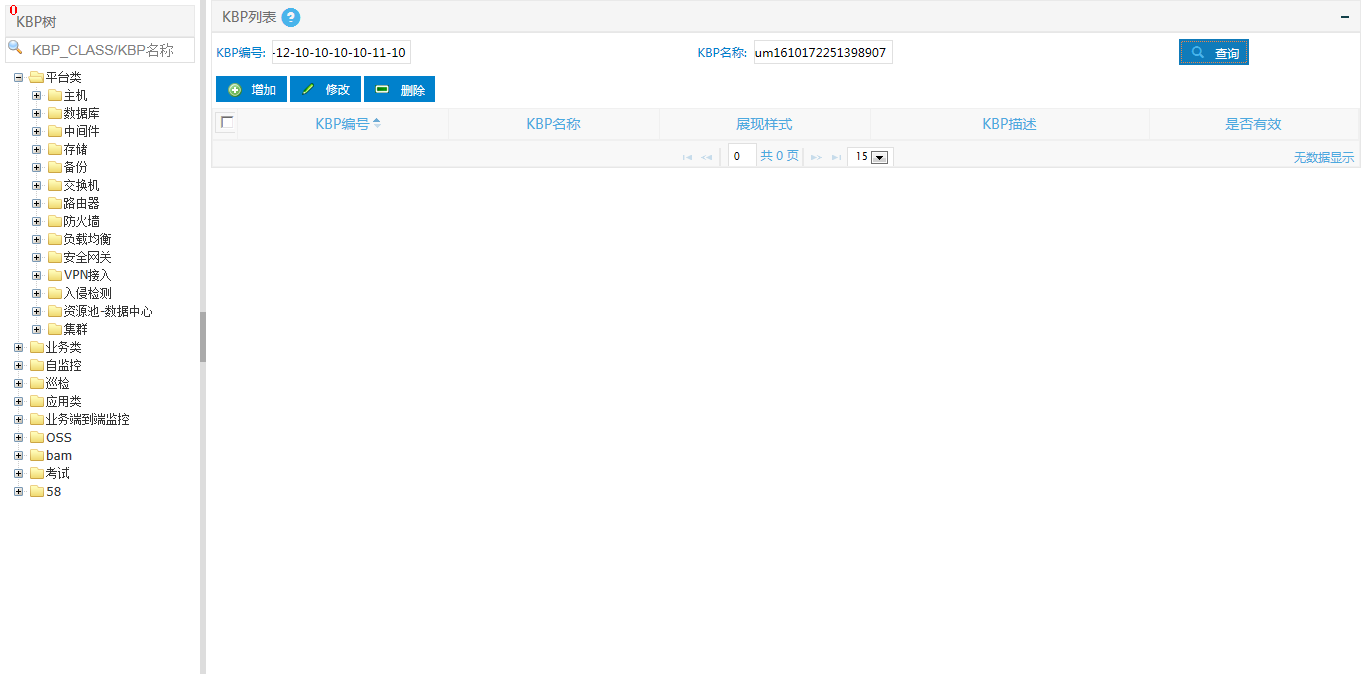 0
KBP树
KBP_CLASS/KBP名称
平台类
主机
数据库
中间件
存储
备份
交换机
路由器
防火墙
负载均衡
安全网关
VPN接入
入侵检测
资源池-数据中心
集群
业务类
自监控
巡检
应用类
业务端到端监控
OSS
bam
考试
58
KBP列表 ?
KBP编号: -12-10-10-10-10-11-10 KBP名称: um1610172251398907 查询
增加 修改 删除
KBP编号 KBP名称 展现样式 KBP描述 是否有效
0 共 0 页 15 无数据显示